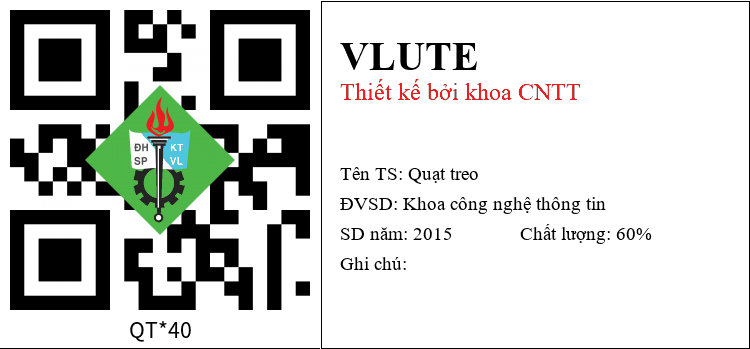 ĐH KT
SP VL
QT*40
VLUTE
Thiết kế bởi khoa CNTT
Tên TS: Quạt treo
ĐVSD: Khoa công nghệ thông tin
SD năm: 2015 Chất lượng: 60%
Ghi chú: